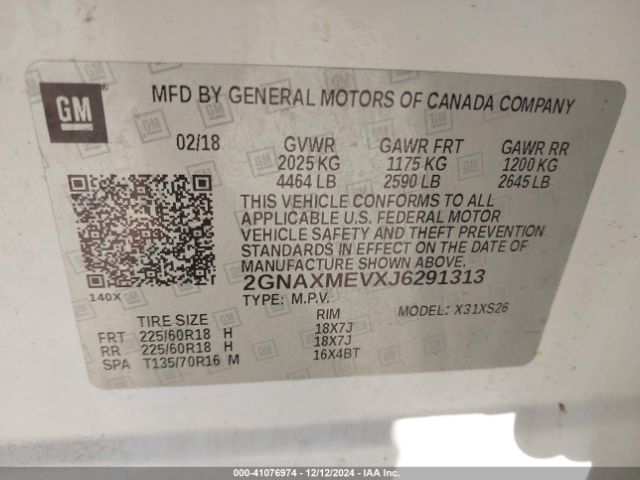 GM
MFD BY GENERAL MOTORS OF CANADA COMPANY
02/18 GVWR GAWR FRT GAWR RR
2025 KG 1175 KG 1200 KG
4464 LB 2590 LB 2645 LB
THIS VEHICLE CONFORMS TO ALL
APPLICABLE U.S. FEDERAL MOTOR
VEHICLE SAFETY AND THEFT PREVENTION
STANDARDS IN EFFECT ON THE DATE OF
MANUFACTURE SHOWN ABOVE.
2GNAXMEVXJ6291313
140X
TYPE: M.P.V. MODEL: X31XS26
TIRE SIZE RIM
FRT 225/60R18 H 18X7J
RR 225/60R18 H 18X7J
SPA T135/70R16 M 16X4BT
0-41076974 / 12/12/2024 - IAA Auctions